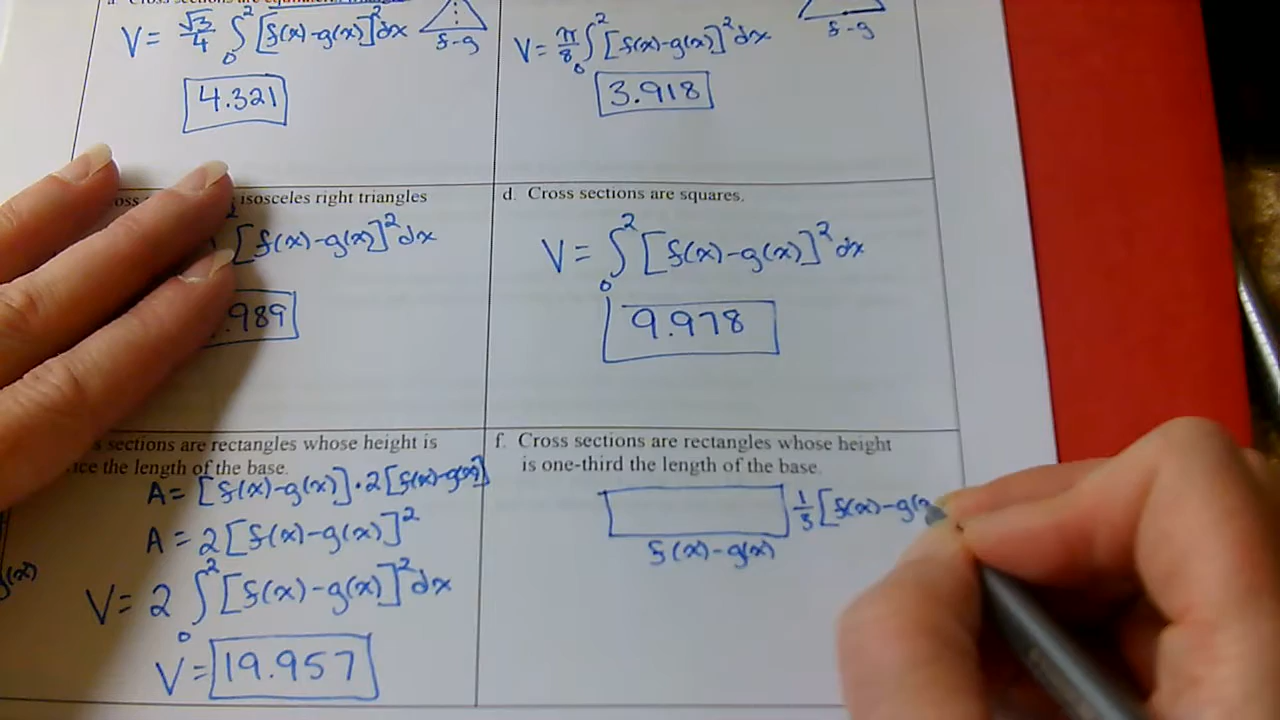 V = √3/4 ∫₀² [f(x)-g(x)]² dx
f-g
4.321
V = π/8 ∫₀² [f(x)-g(x)]² dx
f-g
3.918
isosceles right triangles
[f(x)-g(x)]² dx
.989
d. Cross sections are squares.
V = ∫₀² [f(x)-g(x)]² dx
9.978
sections are rectangles whose height is
the length of the base.
A = [f(x)-g(x)] · 2[f(x)-g(x)]
A = 2[f(x)-g(x)]²
V = 2 ∫₀² [f(x)-g(x)]² dx
V = 19.957
f. Cross sections are rectangles whose height
is one-third the length of the base.
1/3 [f(x)-g(
f(x)-g(x)